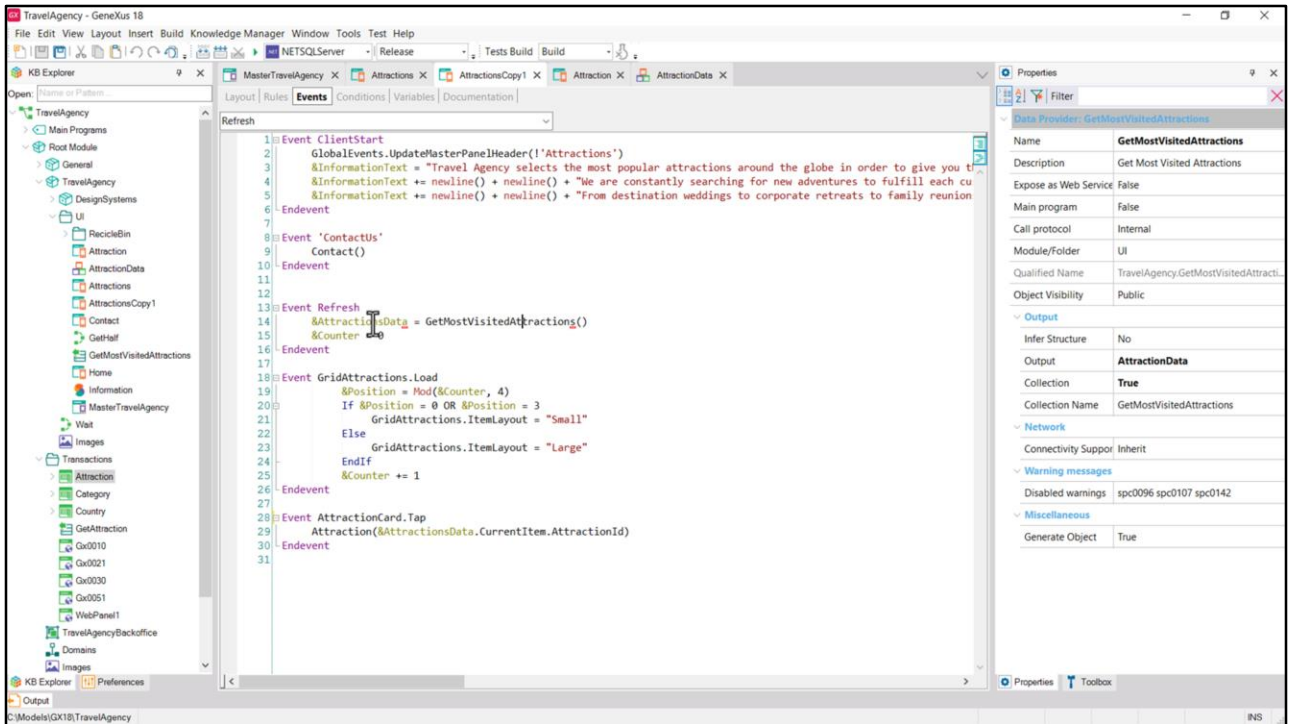 TravelAgency - GeneXus 18
File Edit View Layout Insert Build Knowledge Manager Window Tools Test Help
NETSQLServer Release Tests Build Build
KB Explorer
Open: Name or Pattern...
TravelAgency
Main Programs
Root Module
General
TravelAgency
DesignSystems
UI
RecicleBin
Attraction
AttractionData
Attractions
AttractionsCopy1
Contact
GetHalf
GetMostVisitedAttractions
Home
Information
MasterTravelAgency
Wait
Images
Transactions
Attraction
Category
Country
GetAttraction
Gx0010
Gx0021
Gx0030
Gx0051
WebPanel1
TravelAgencyBackoffice
Domains
Images
KB Explorer Preferences
MasterTravelAgency Attractions AttractionsCopy1 Attraction AttractionData
Layout Rules Events Conditions Variables Documentation
Refresh
1 Event ClientStart
2 GlobalEvents.UpdateMasterPanelHeader(!'Attractions')
3 &InformationText = "Travel Agency selects the most popular attractions around the globe in order to give you t
4 &InformationText += newline() + newline() + "We are constantly searching for new adventures to fulfill each cu
5 &InformationText += newline() + newline() + "From destination weddings to corporate retreats to family reunion
6 Endevent
7
8 Event 'ContactUs'
9 Contact()
10 Endevent
11
12
13 Event Refresh
14 &AttractionsData = GetMostVisitedAttractions()
15 &Counter = 0
16 Endevent
17
18 Event GridAttractions.Load
19 &Position = Mod(&Counter, 4)
20 If &Position = 0 OR &Position = 3
21 GridAttractions.ItemLayout = "Small"
22 Else
23 GridAttractions.ItemLayout = "Large"
24 EndIf
25 &Counter += 1
26 Endevent
27
28 Event AttractionCard.Tap
29 Attraction(&AttractionsData.CurrentItem.AttractionId)
30 Endevent
31
Properties
Filter
Data Provider: GetMostVisitedAttractions
Name GetMostVisitedAttractions
Description Get Most Visited Attractions
Expose as Web Service False
Main program False
Call protocol Internal
Module/Folder UI
Qualified Name TravelAgency.GetMostVisitedAttracti...
Object Visibility Public
Output
Infer Structure No
Output AttractionData
Collection True
Collection Name GetMostVisitedAttractions
Network
Connectivity Suppor Inherit
Warning messages
Disabled warnings spc0096 spc0107 spc0142
Miscellaneous
Generate Object True
Properties Toolbox
Output
C:\Models\GX18\TravelAgency INS